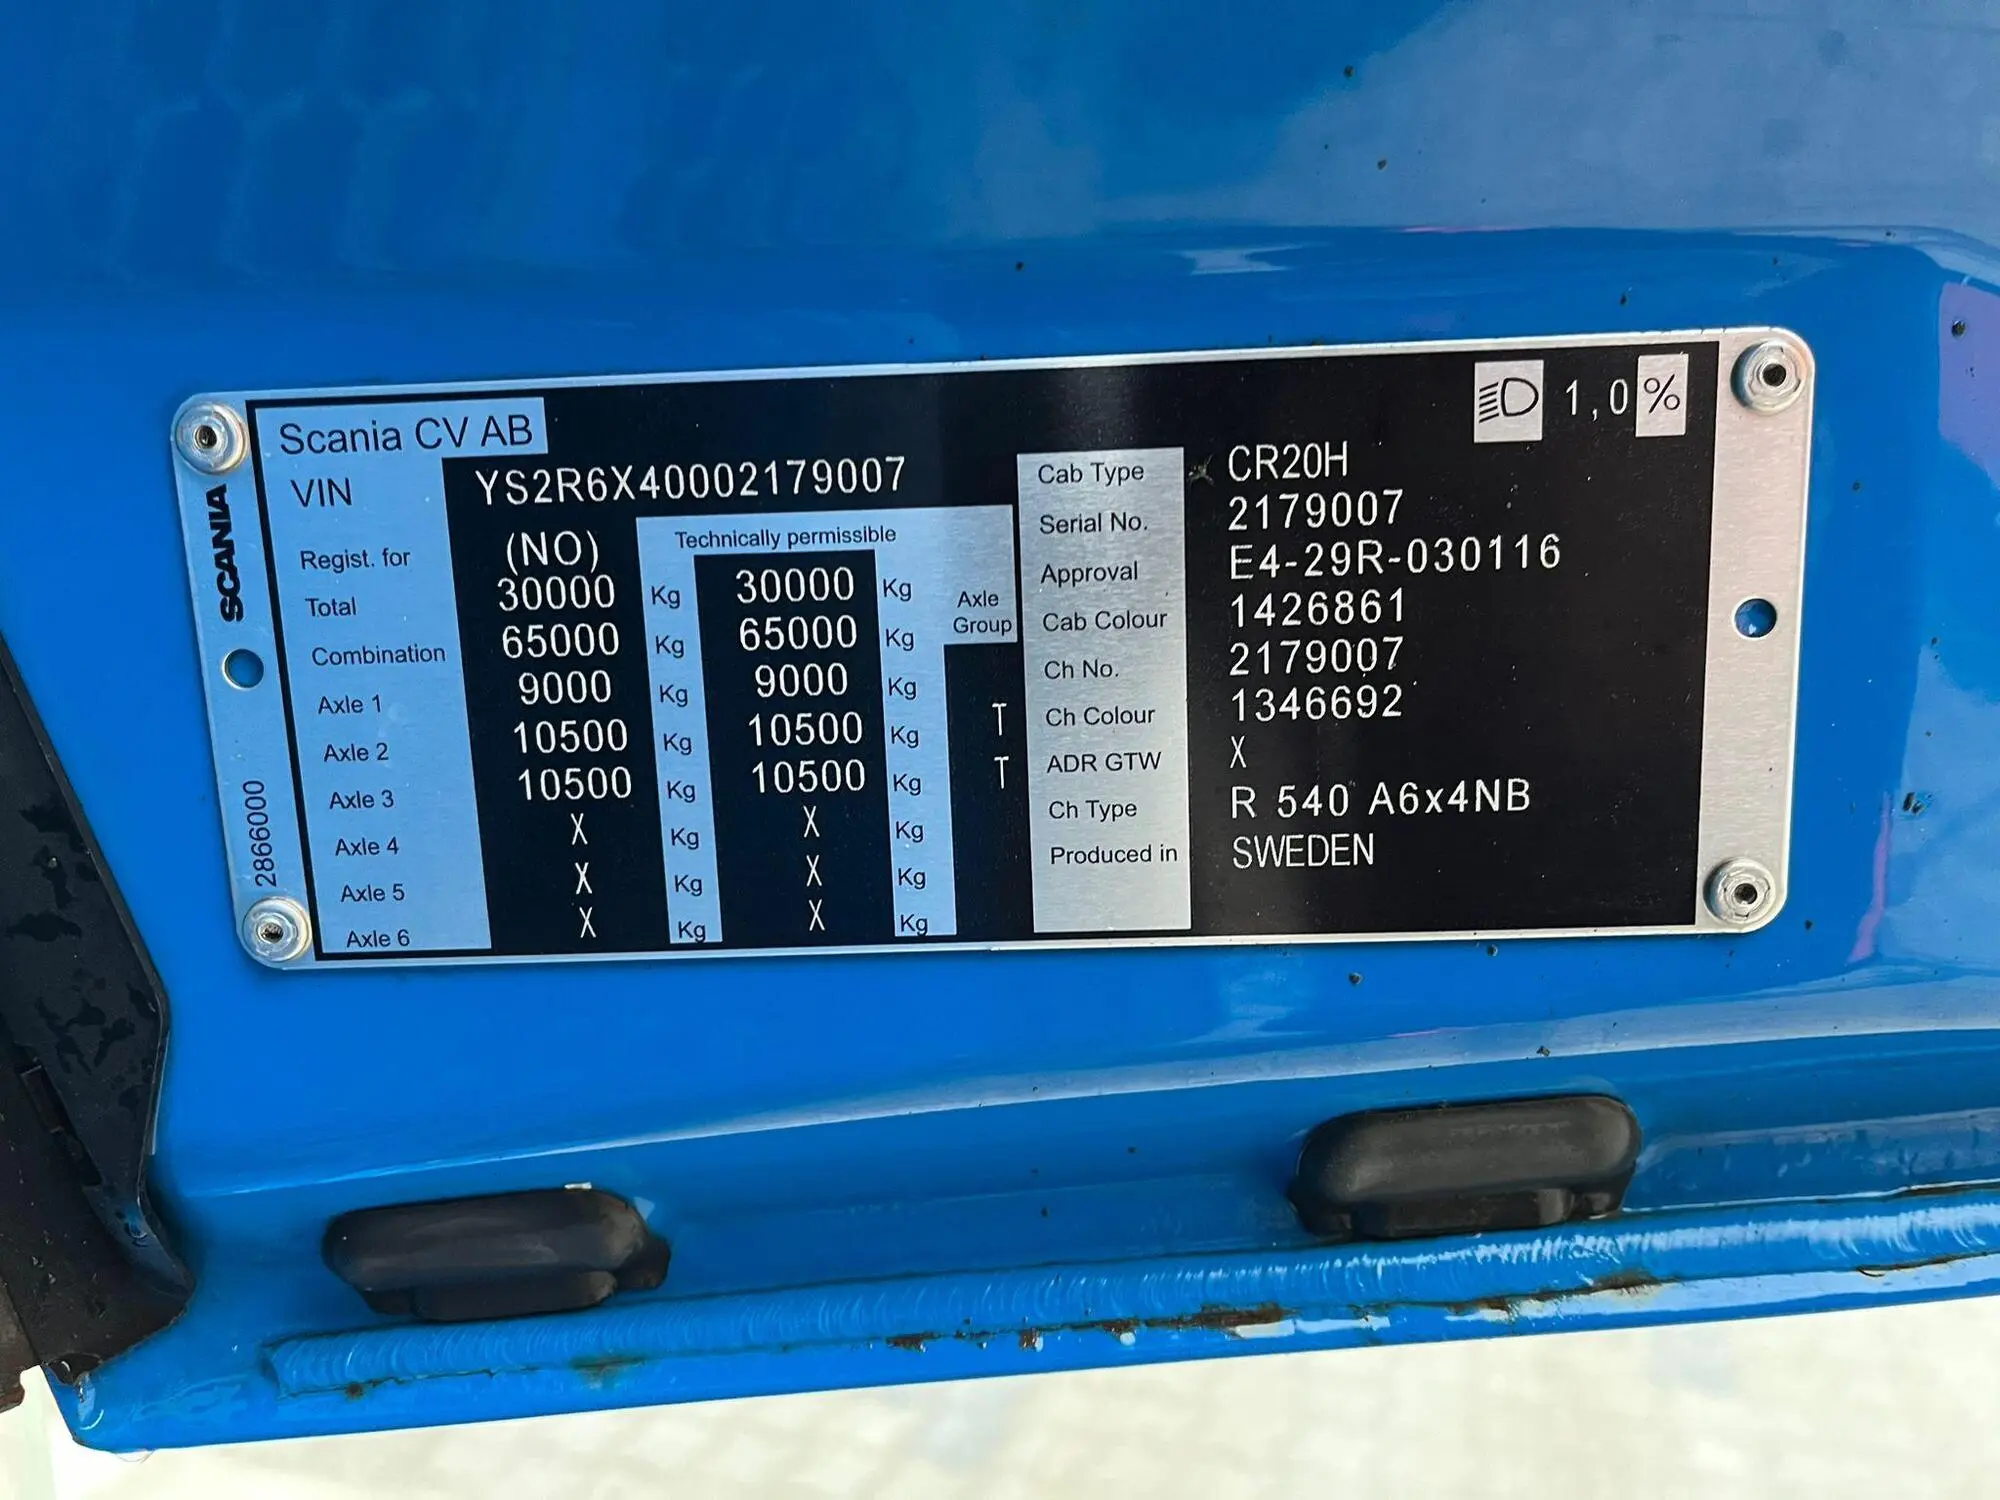 Scania CV AB
1,0 %
VIN YS2R6X40002179007
Regist. for (NO) Technically permissible
Total 30000 Kg 30000 Kg Axle Group
Combination 65000 Kg 65000 Kg
Axle 1 9000 Kg 9000 Kg
Axle 2 10500 Kg 10500 Kg T
Axle 3 10500 Kg 10500 Kg T
Axle 4 X Kg X Kg
Axle 5 X Kg X Kg
Axle 6 X Kg X Kg
Cab Type CR20H
Serial No. 2179007
Approval E4-29R-030116
Cab Colour 1426861
Ch No. 2179007
Ch Colour 1346692
ADR GTW X
Ch Type R 540 A6x4NB
Produced in SWEDEN
SCANIA
2866000